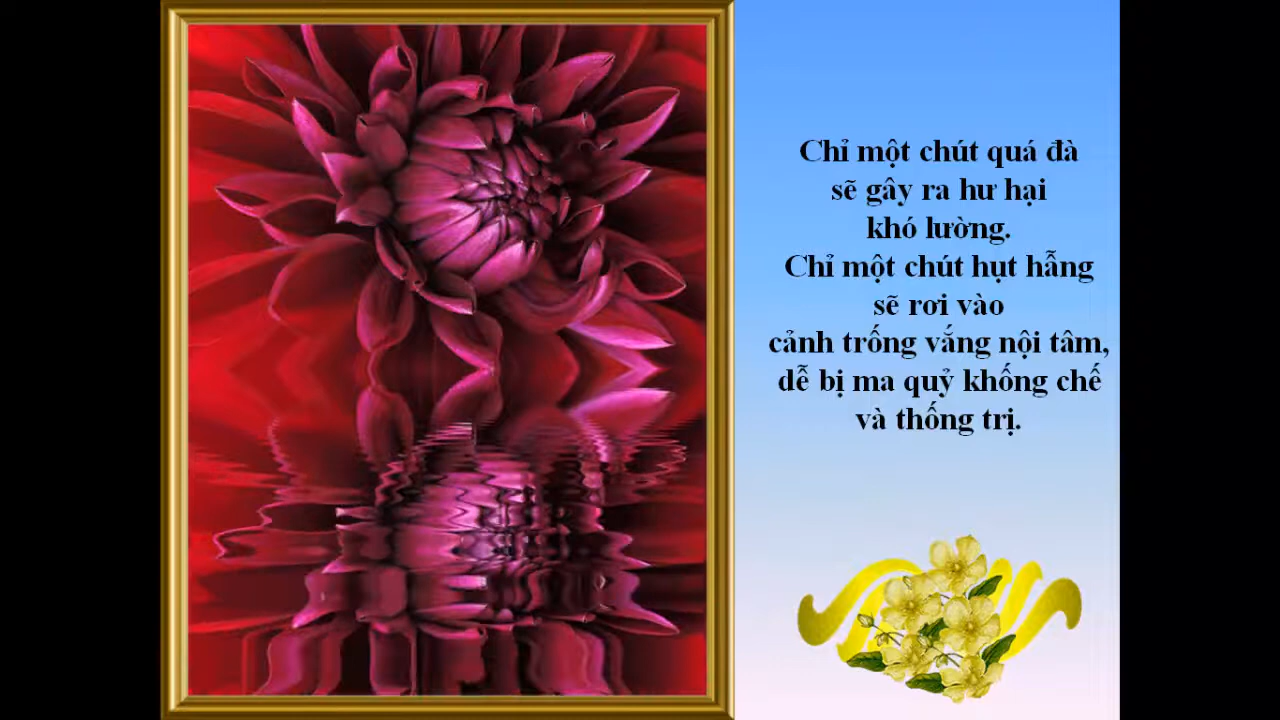 Chỉ một chút quá đà
sẽ gây ra hư hại
khó lường.
Chỉ một chút hụt hẫng
sẽ rơi vào
cảnh trống vắng nội tâm,
dễ bị ma quỷ khống chế
và thống trị.